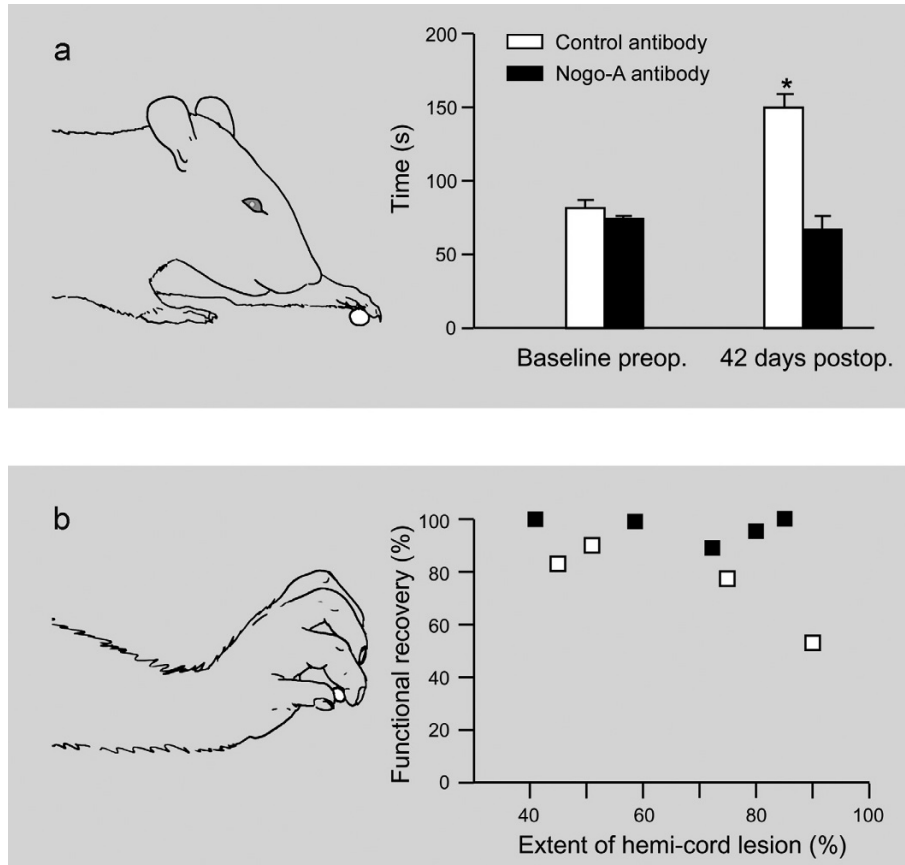 a
Control antibody
Nogo-A antibody
*
Time (s)
200
150
100
50
0
Baseline preop.
42 days postop.
b
Functional recovery (%)
100
80
60
40
20
0
40
60
80
100
Extent of hemi-cord lesion (%)